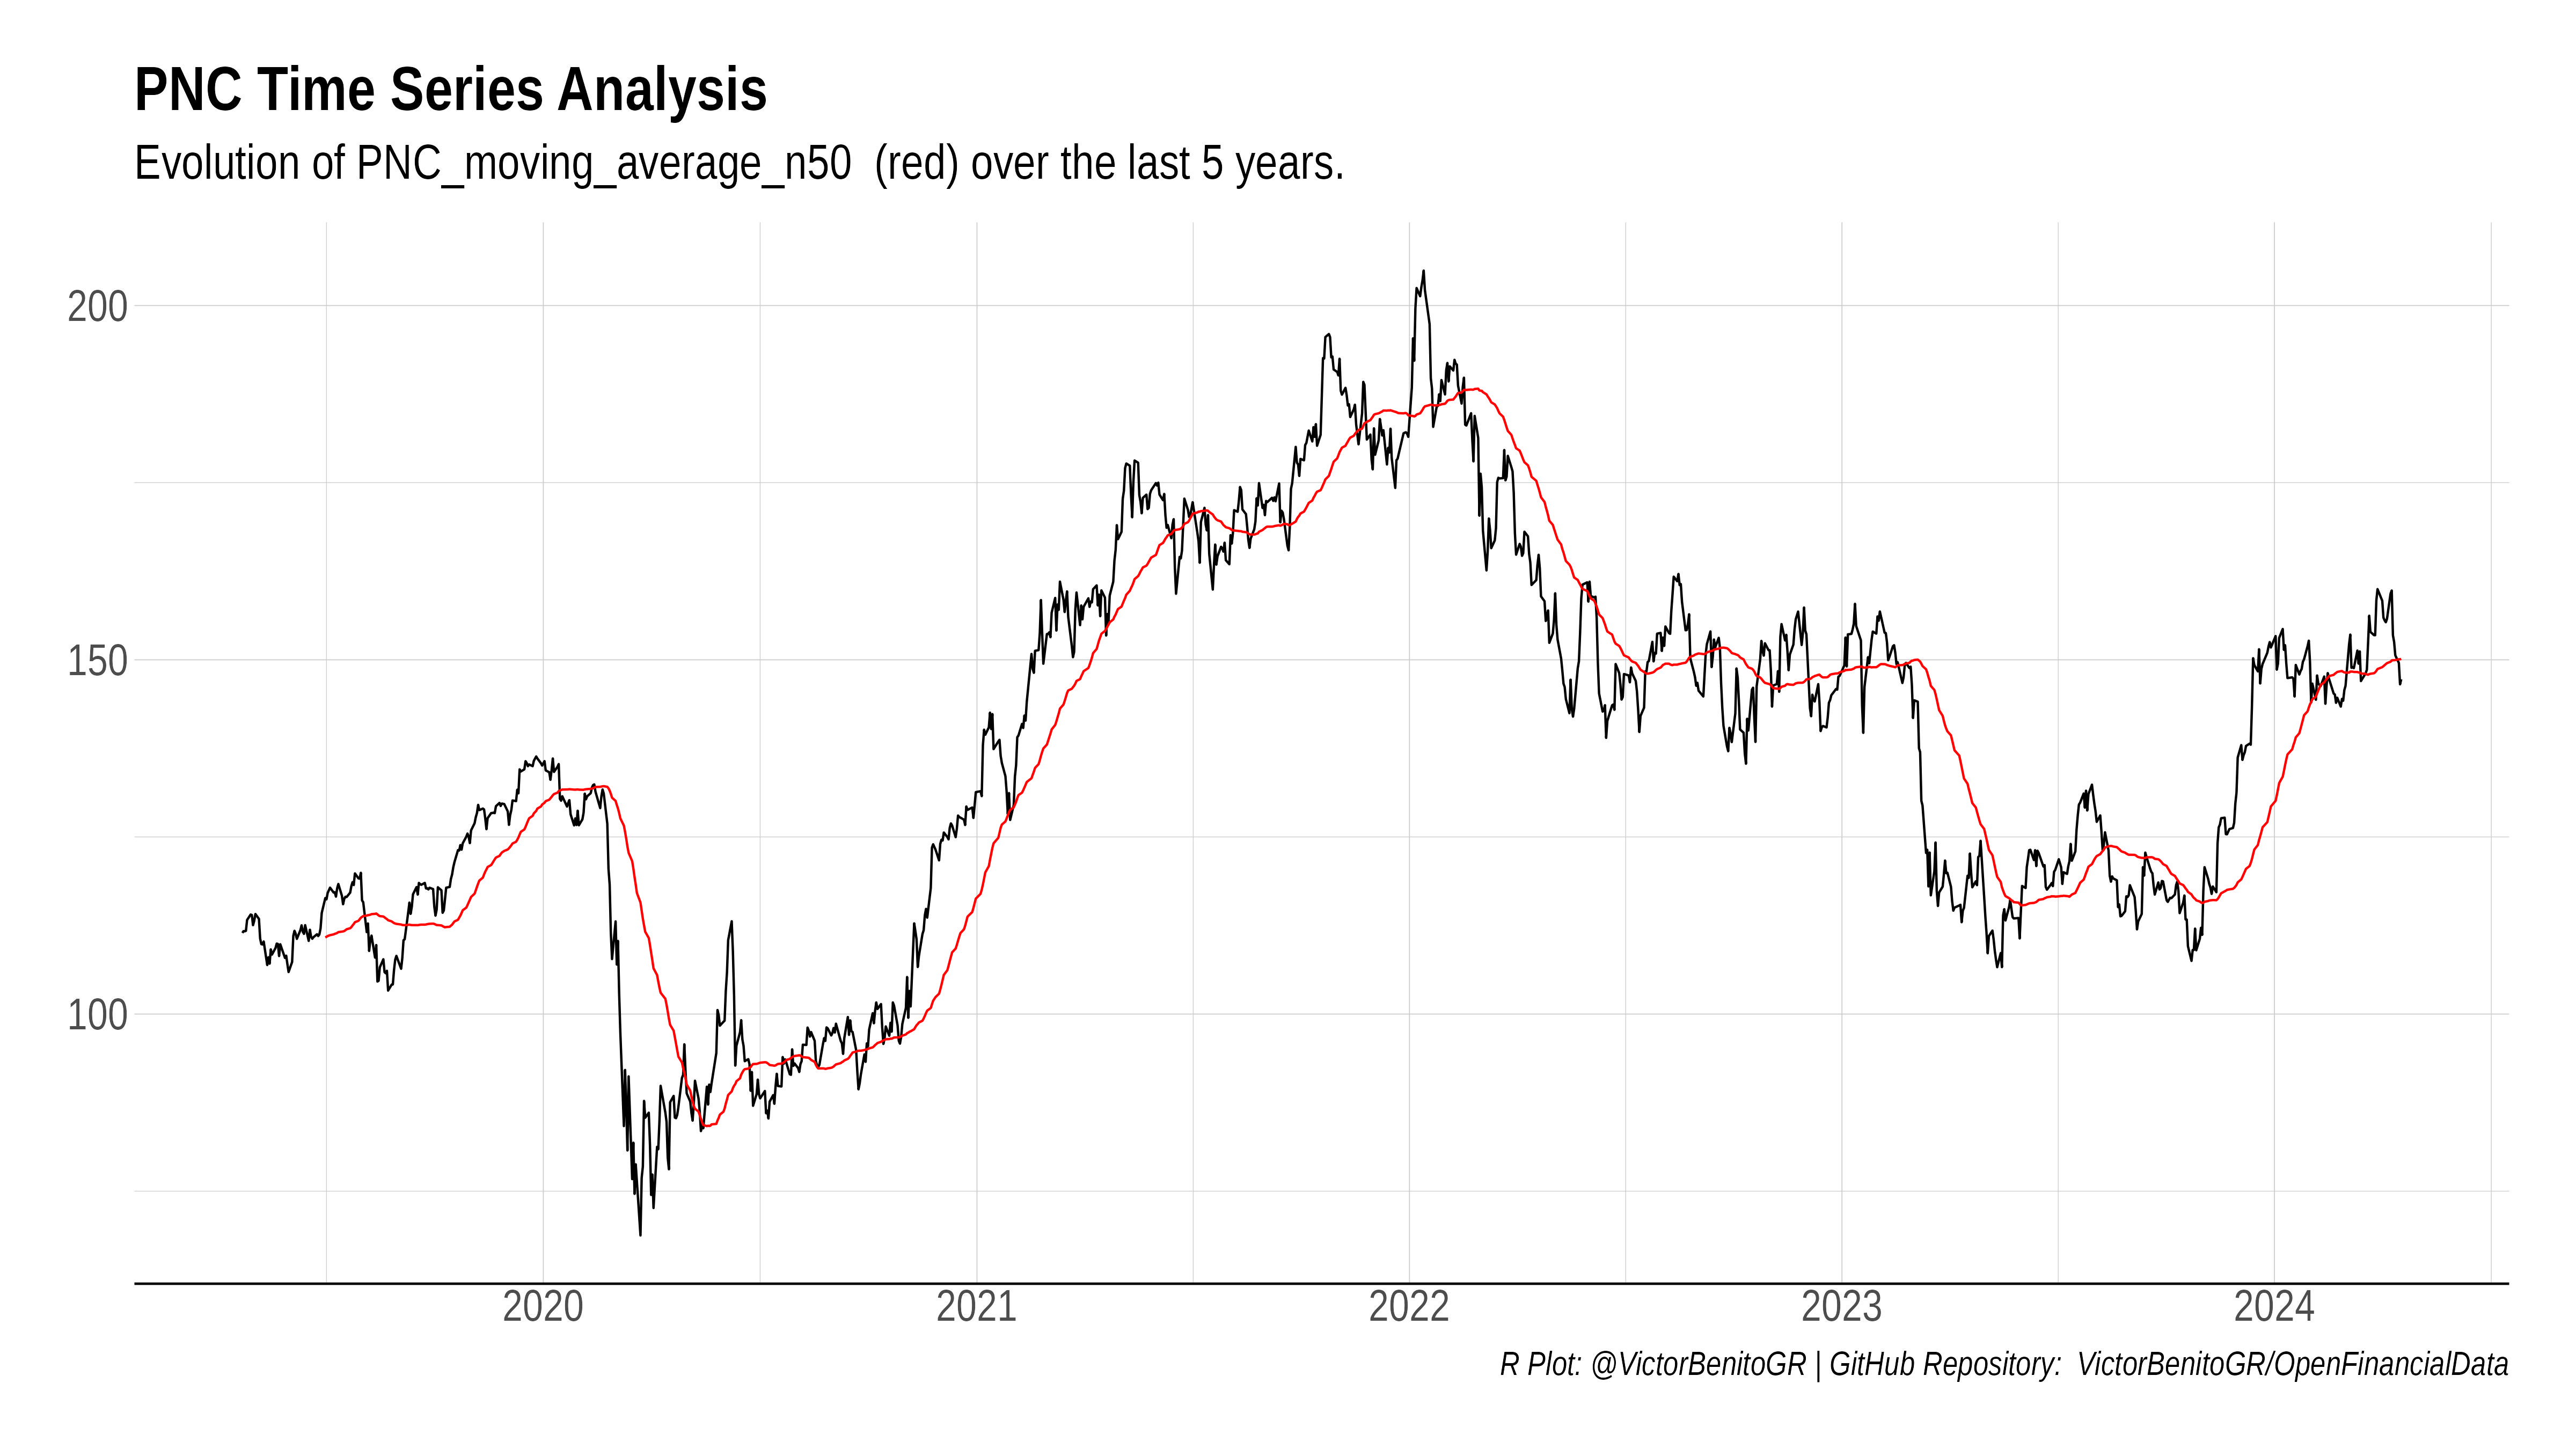 PNC Time Series Analysis
Evolution of PNC_moving_average_n50  (red) over the last 5 years.
200
150
100
2020 2021 2022 2023 2024
R Plot: @VictorBenitoGR | GitHub Repository:  VictorBenitoGR/OpenFinancialData